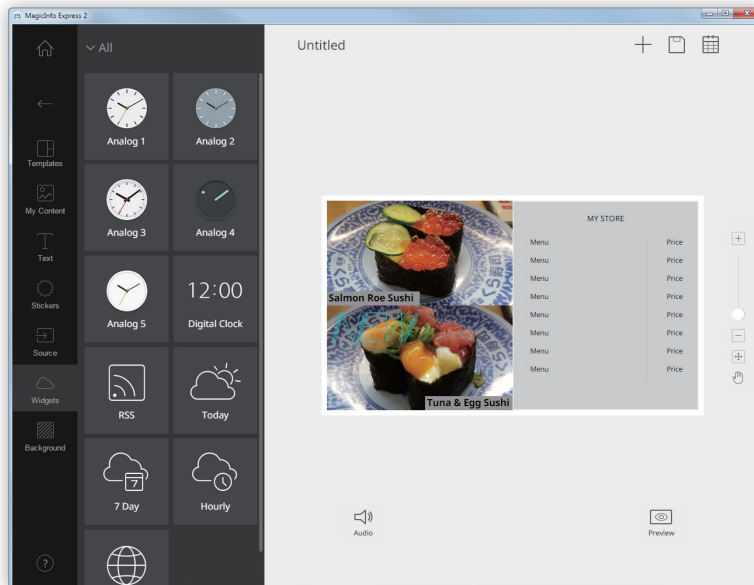 MagicInfo Express 2
All
Untitled
Templates
My Content
Text
Stickers
Source
Widgets
Background
?
Analog 1
Analog 2
Analog 3
Analog 4
Analog 5
12:00
Digital Clock
RSS
Today
7
7 Day
Hourly
Salmon Roe Sushi
NEW
Tuna & Egg Sushi
MY STORE
Menu Price
Menu Price
Menu Price
Menu Price
Menu Price
Menu Price
Menu Price
Menu Price
Audio
Preview